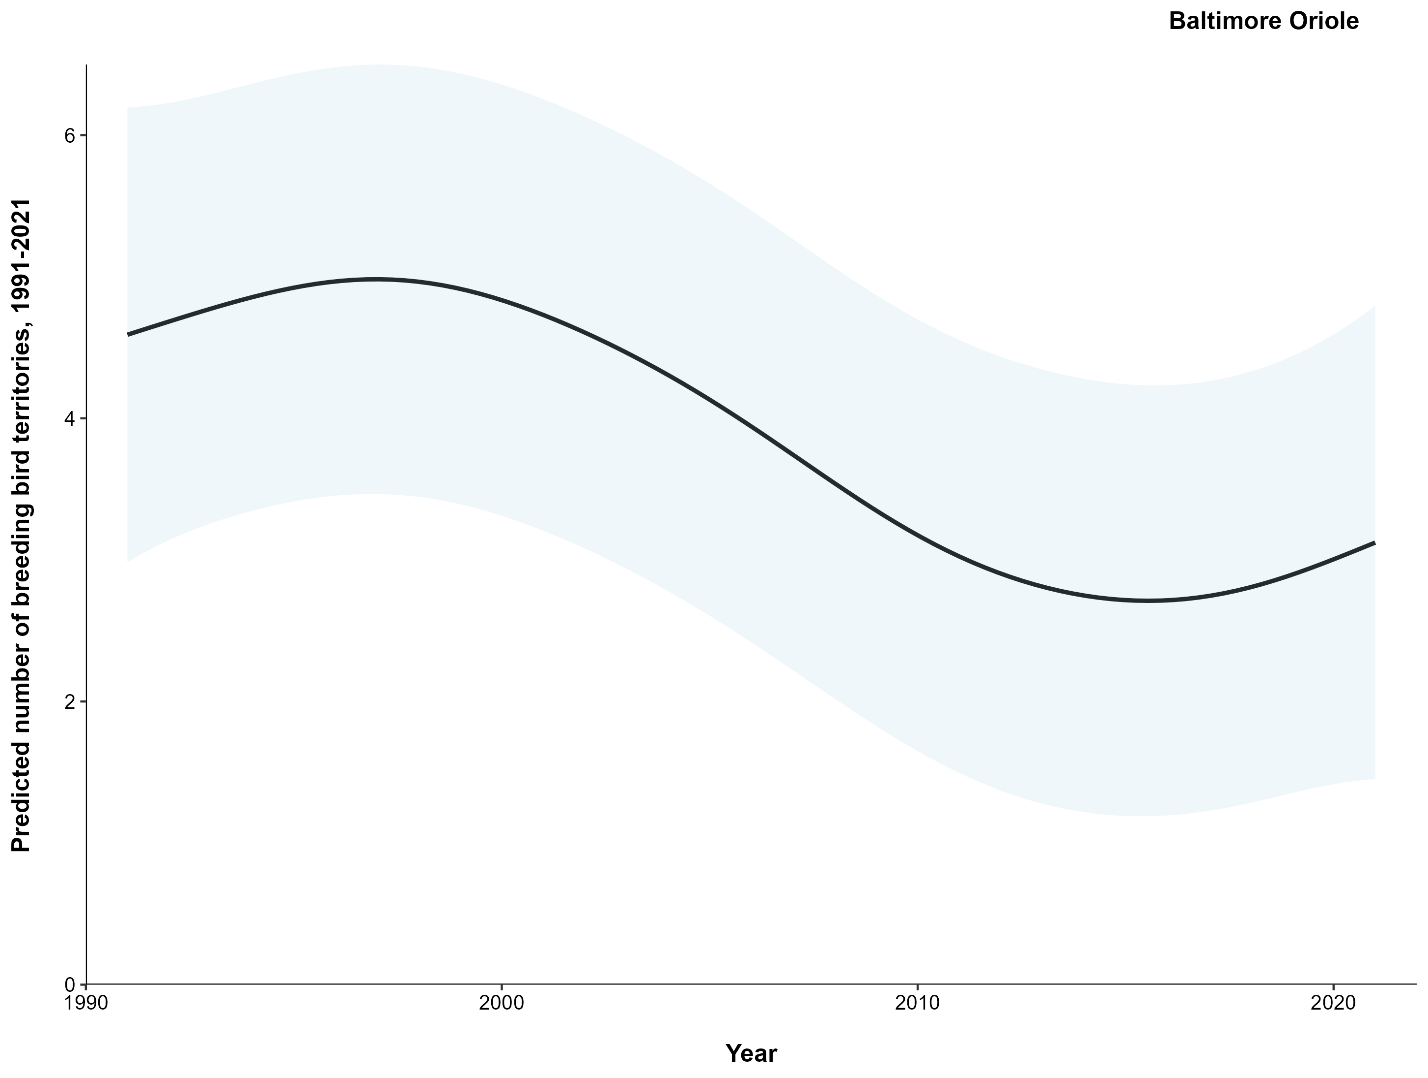 Baltimore Oriole
Predicted number of breeding bird territories, 1991-2021
6
4
2
0
1990
2000
2010
2020
Year